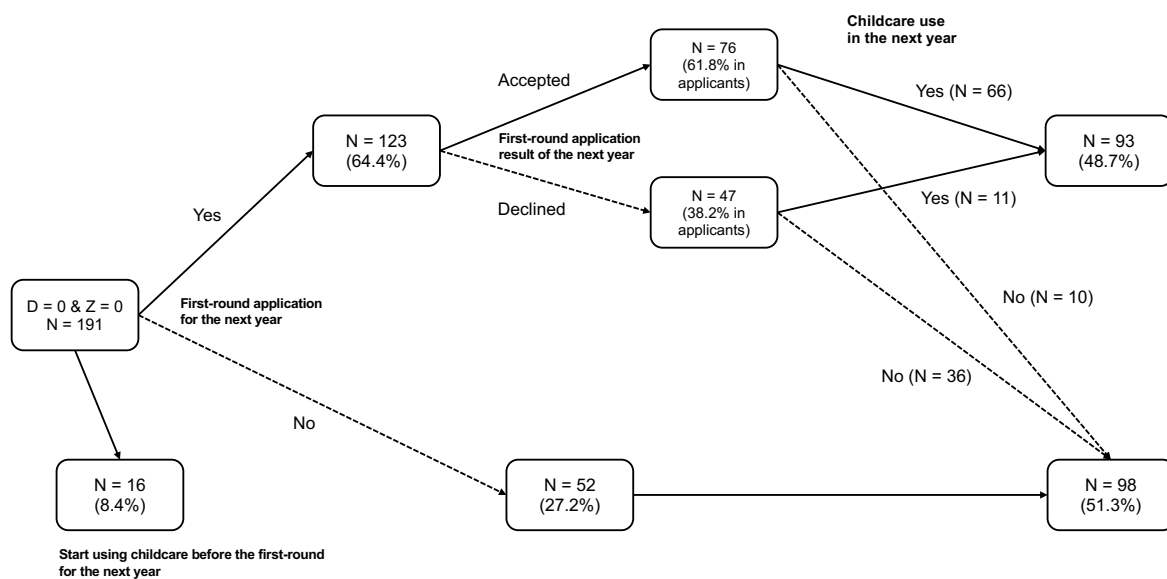 Childcare use
in the next year
N = 76
(61.8% in
applicants)
Accepted
Yes (N = 66)
N = 123
(64.4%)
First-round application
result of the next year
N = 93
(48.7%)
Declined
N = 47
(38.2% in
applicants)
Yes (N = 11)
Yes
D = 0 & Z = 0
N = 191
First-round application
for the next year
No (N = 10)
No (N = 36)
No
N = 16
(8.4%)
N = 52
(27.2%)
N = 98
(51.3%)
Start using childcare before the first-round
for the next year